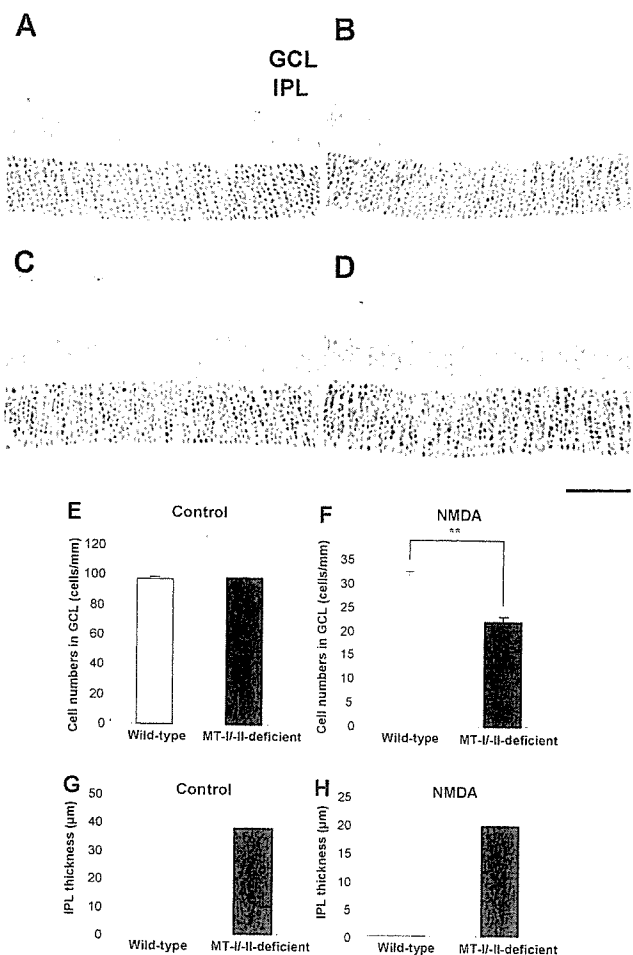 A
B
GCL
IPL
C
D
E
Control
Cell numbers in GCL (cells/mm)
120
100
80
60
40
20
0
Wild-type
MT-I/-II-deficient
F
NMDA
**
Cell numbers in GCL (cells/mm)
35
30
25
20
15
10
5
0
Wild-type
MT-I/-II-deficient
G
Control
IPL thickness (µm)
50
40
30
20
10
0
Wild-type
MT-I/-II-deficient
H
NMDA
IPL thickness (µm)
25
20
15
10
5
0
Wild-type
MT-I/-II-deficient